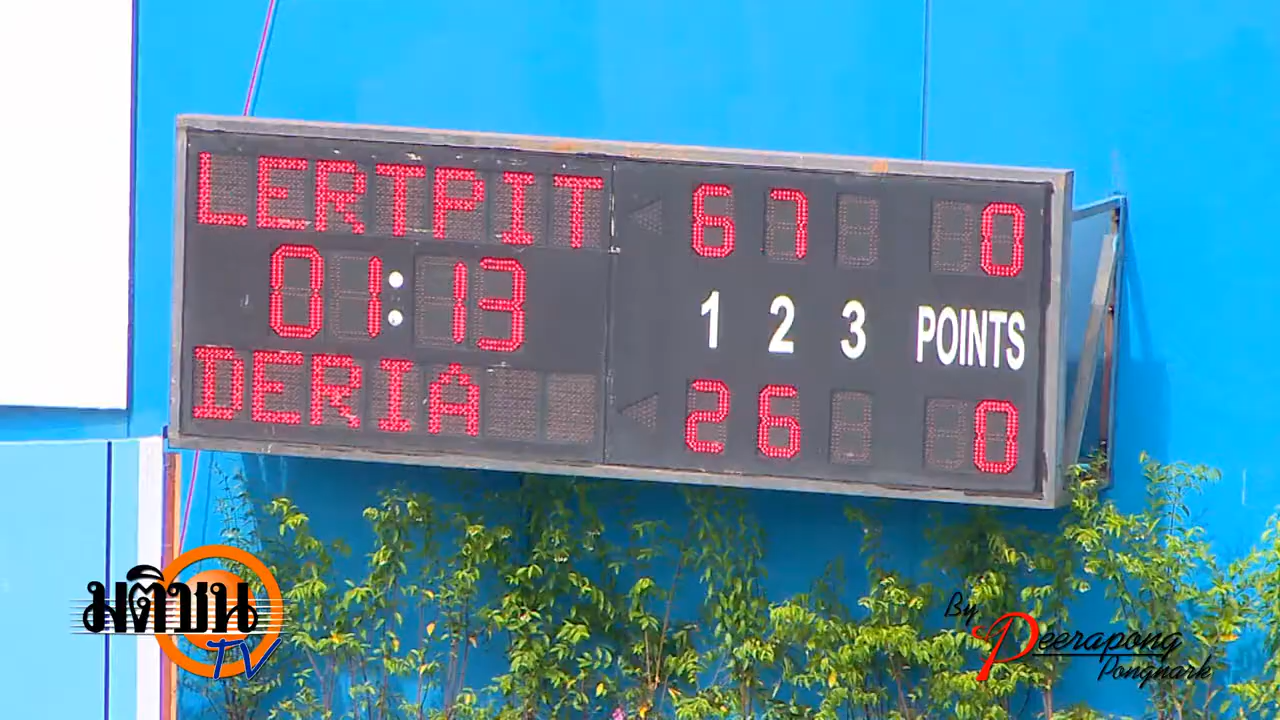 LERTPIT 6 7 0
01:13 1 2 3 POINTS
DERIA 2 6 0
มติชน
TV
By
Peerapong
Pongnark